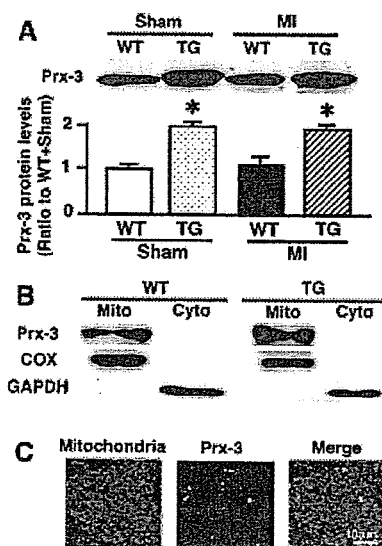 A
Sham MI
WT TG WT TG
Prx-3
Prx-3 protein levels
(Ratio to WT+Sham)
2
1
0
* *
WT TG WT TG
Sham MI
B
WT TG
Mito Cyto Mito Cyto
Prx-3
COX
GAPDH
C
Mitochondria Prx-3 Merge
10 μm